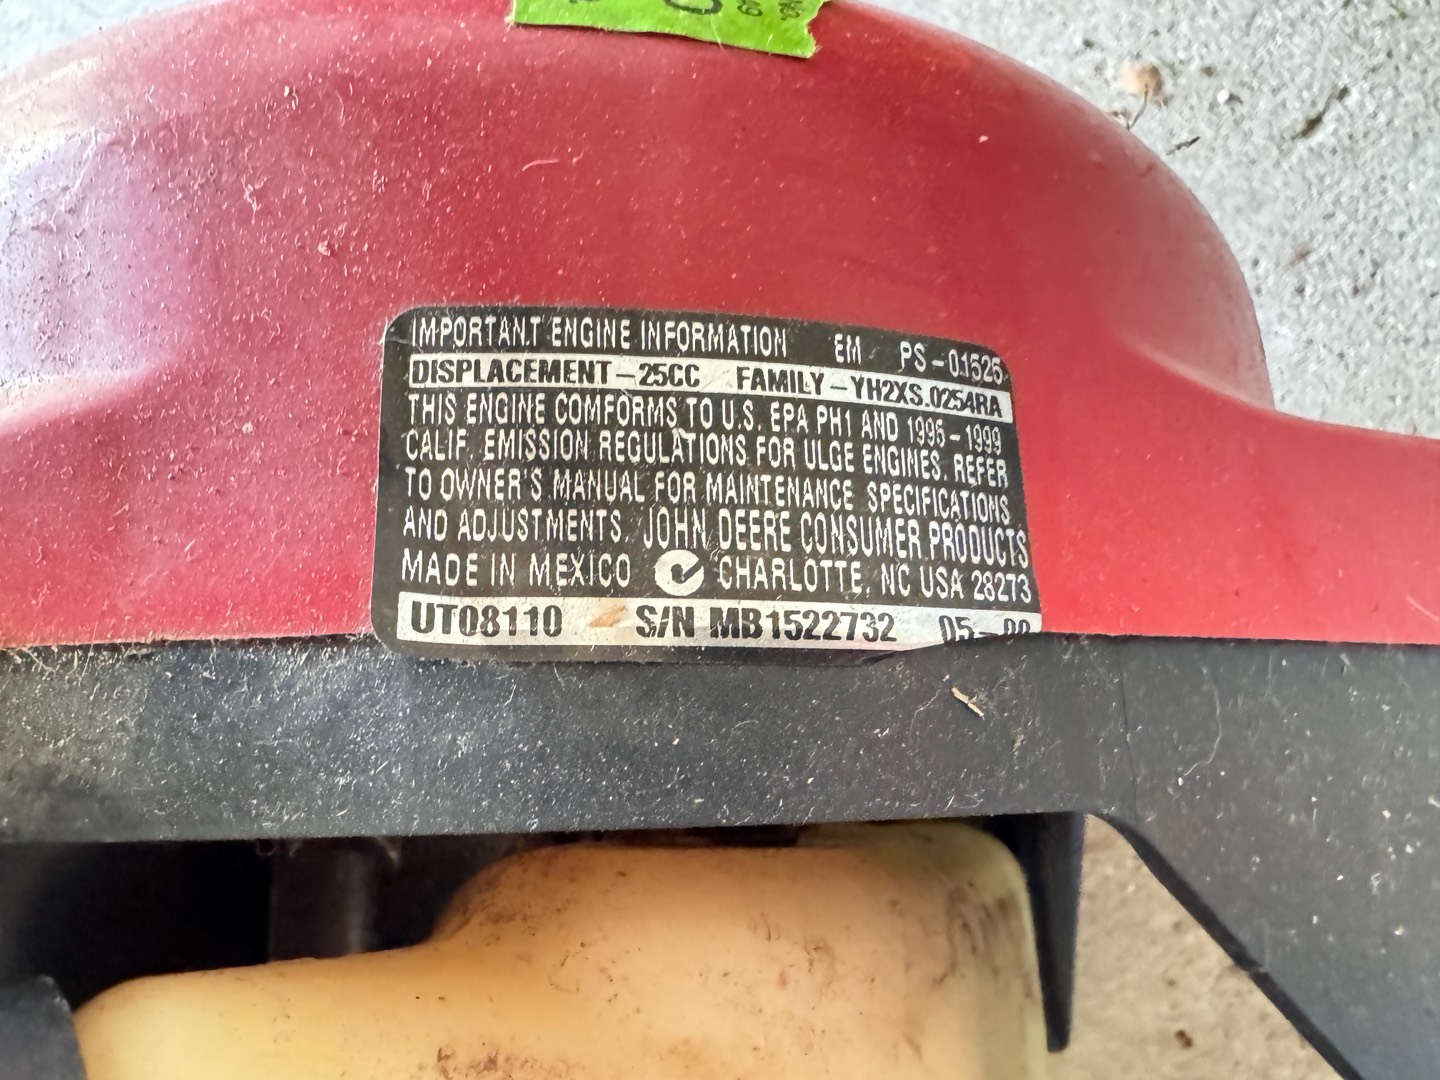 IMPORTANT ENGINE INFORMATION EM PS-01525
DISPLACEMENT-25CC FAMILY-YH2XS.0254RA
THIS ENGINE COMFORMS TO U.S. EPA PH1 AND 1995-1999
CALIF. EMISSION REGULATIONS FOR ULGE ENGINES. REFER
TO OWNER'S MANUAL FOR MAINTENANCE SPECIFICATIONS
AND ADJUSTMENTS. JOHN DEERE CONSUMER PRODUCTS
MADE IN MEXICO CHARLOTTE, NC USA 28273
UT08110 S/N MB1522732 05-